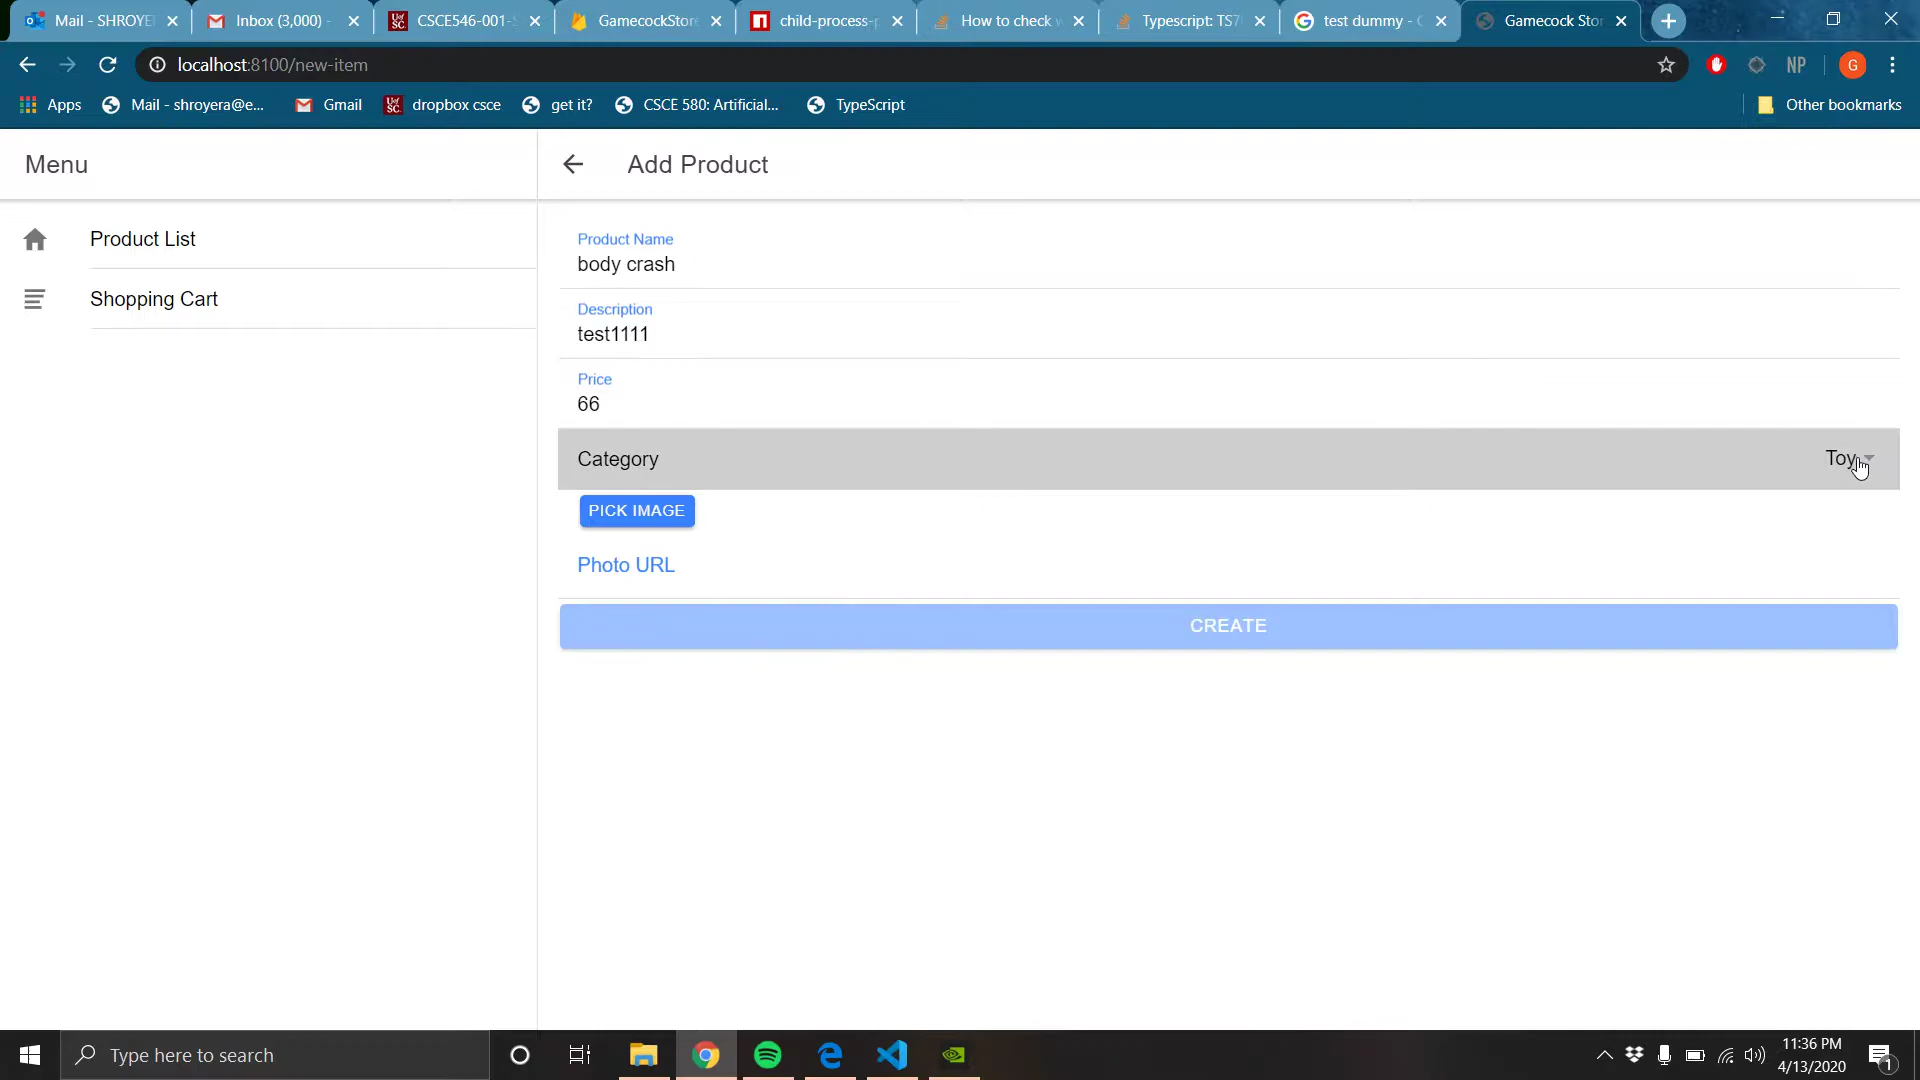 Mail - SHROYE
Inbox (3,000) -
CSCE546-001-S
GamecockStore
child-process-p
How to check w
Typescript: TS7
test dummy - G
Gamecock Stor
localhost:8100/new-item
NP
G
Apps
Mail - shroyera@e...
Gmail
dropbox csce
get it?
CSCE 580: Artificial...
TypeScript
Other bookmarks
Menu
Add Product
Product List
Shopping Cart
Product Name
body crash
Description
test1111
Price
66
Category
Toy
PICK IMAGE
Photo URL
CREATE
Type here to search
11:36 PM
4/13/2020
1